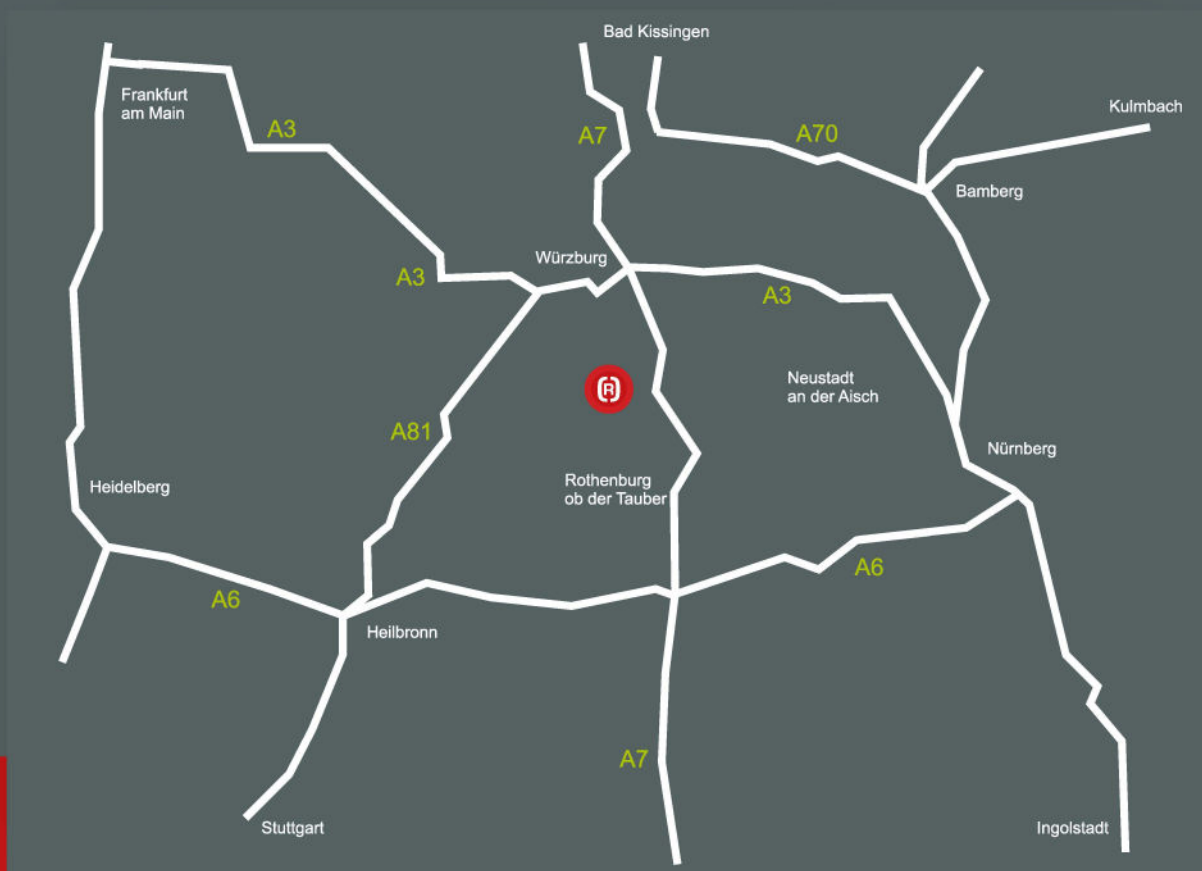 Bad Kissingen
Frankfurt
am Main
Kulmbach
A3
A7
A70
Bamberg
Würzburg
A3
A3
R
Neustadt
an der Aisch
A81
Nürnberg
Heidelberg
Rothenburg
ob der Tauber
A6
A6
Heilbronn
A7
Stuttgart
Ingolstadt